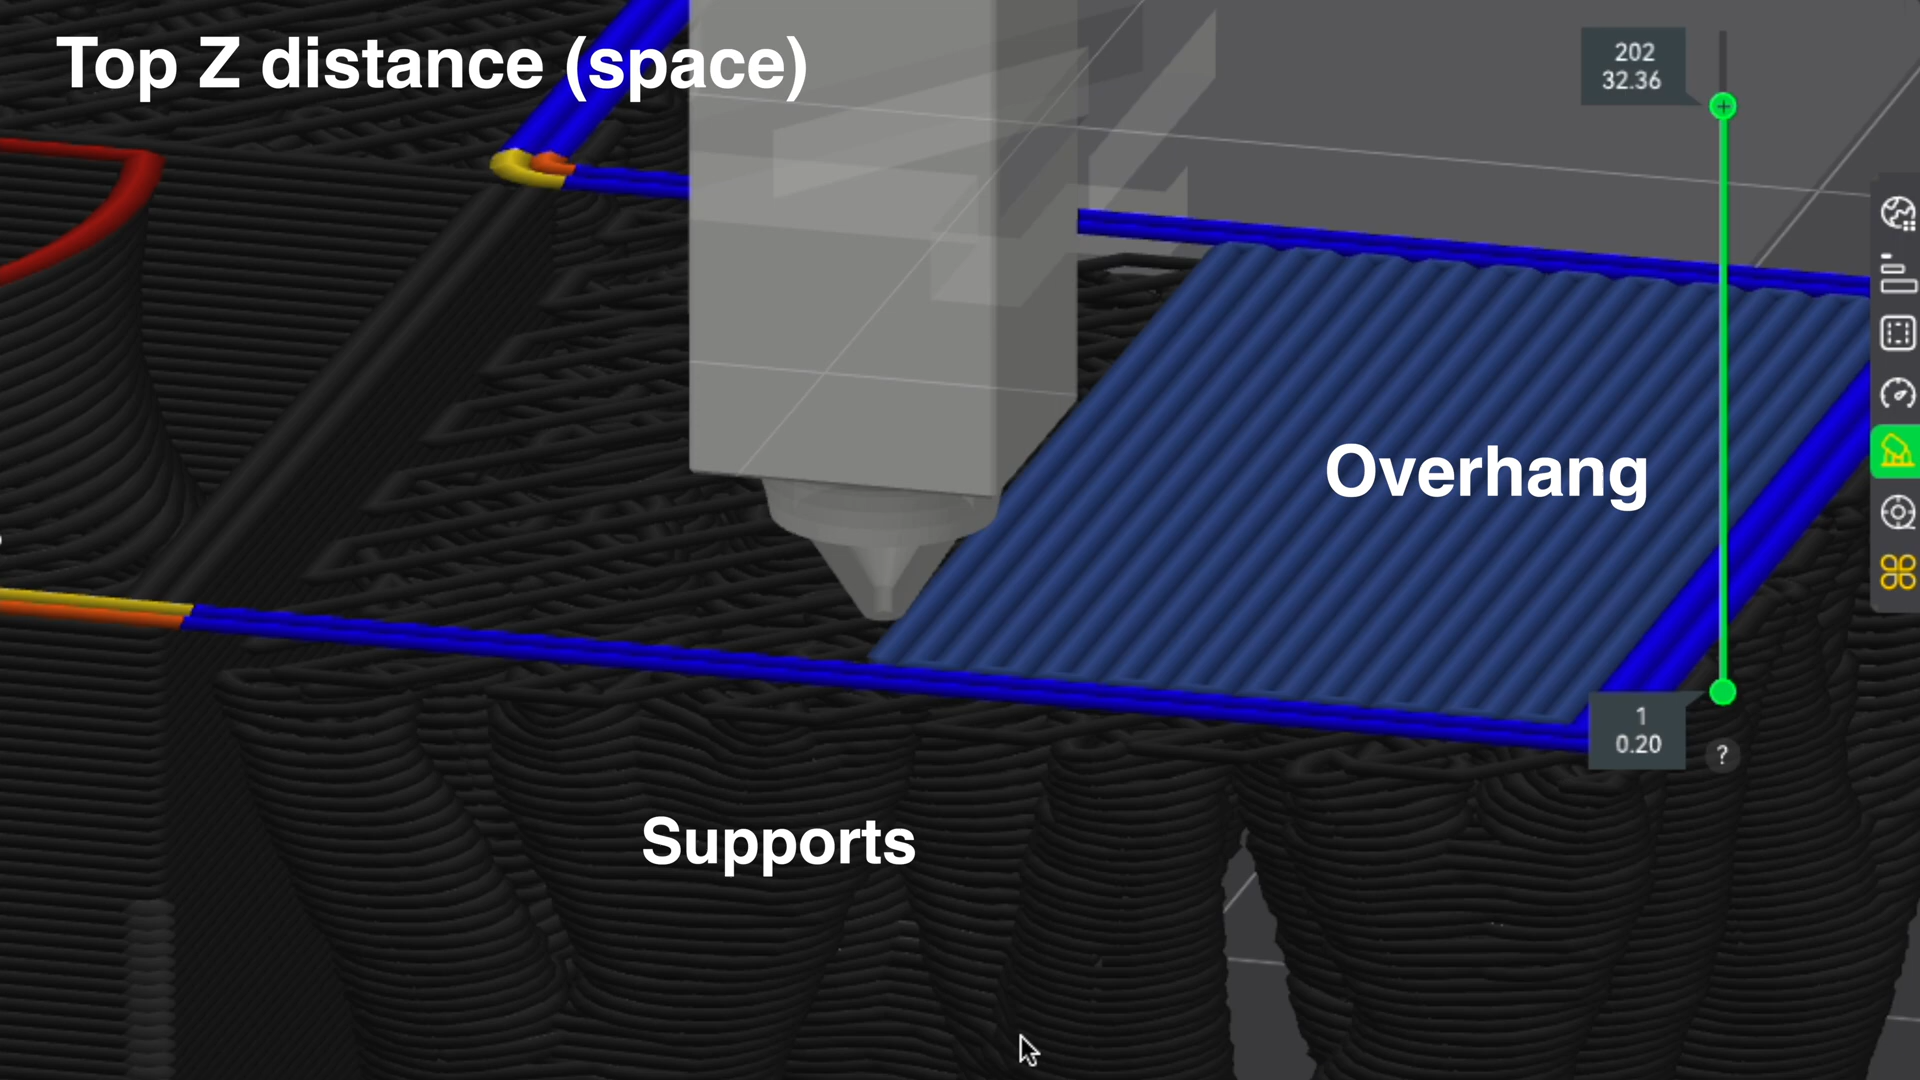 Top Z distance (space)
202
32.36
Overhang
1
0.20
?
Supports